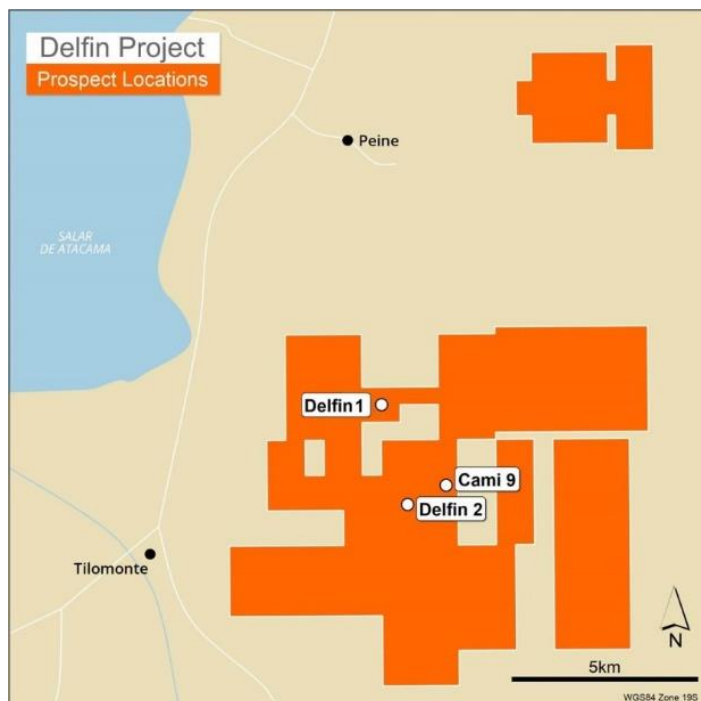 Delfin Project
Prospect Locations
Peine
SALAR
DE ATACAMA
Delfin 1
Cami 9
Delfin 2
Tilomonte
N
5km
WGS84 Zone 19S